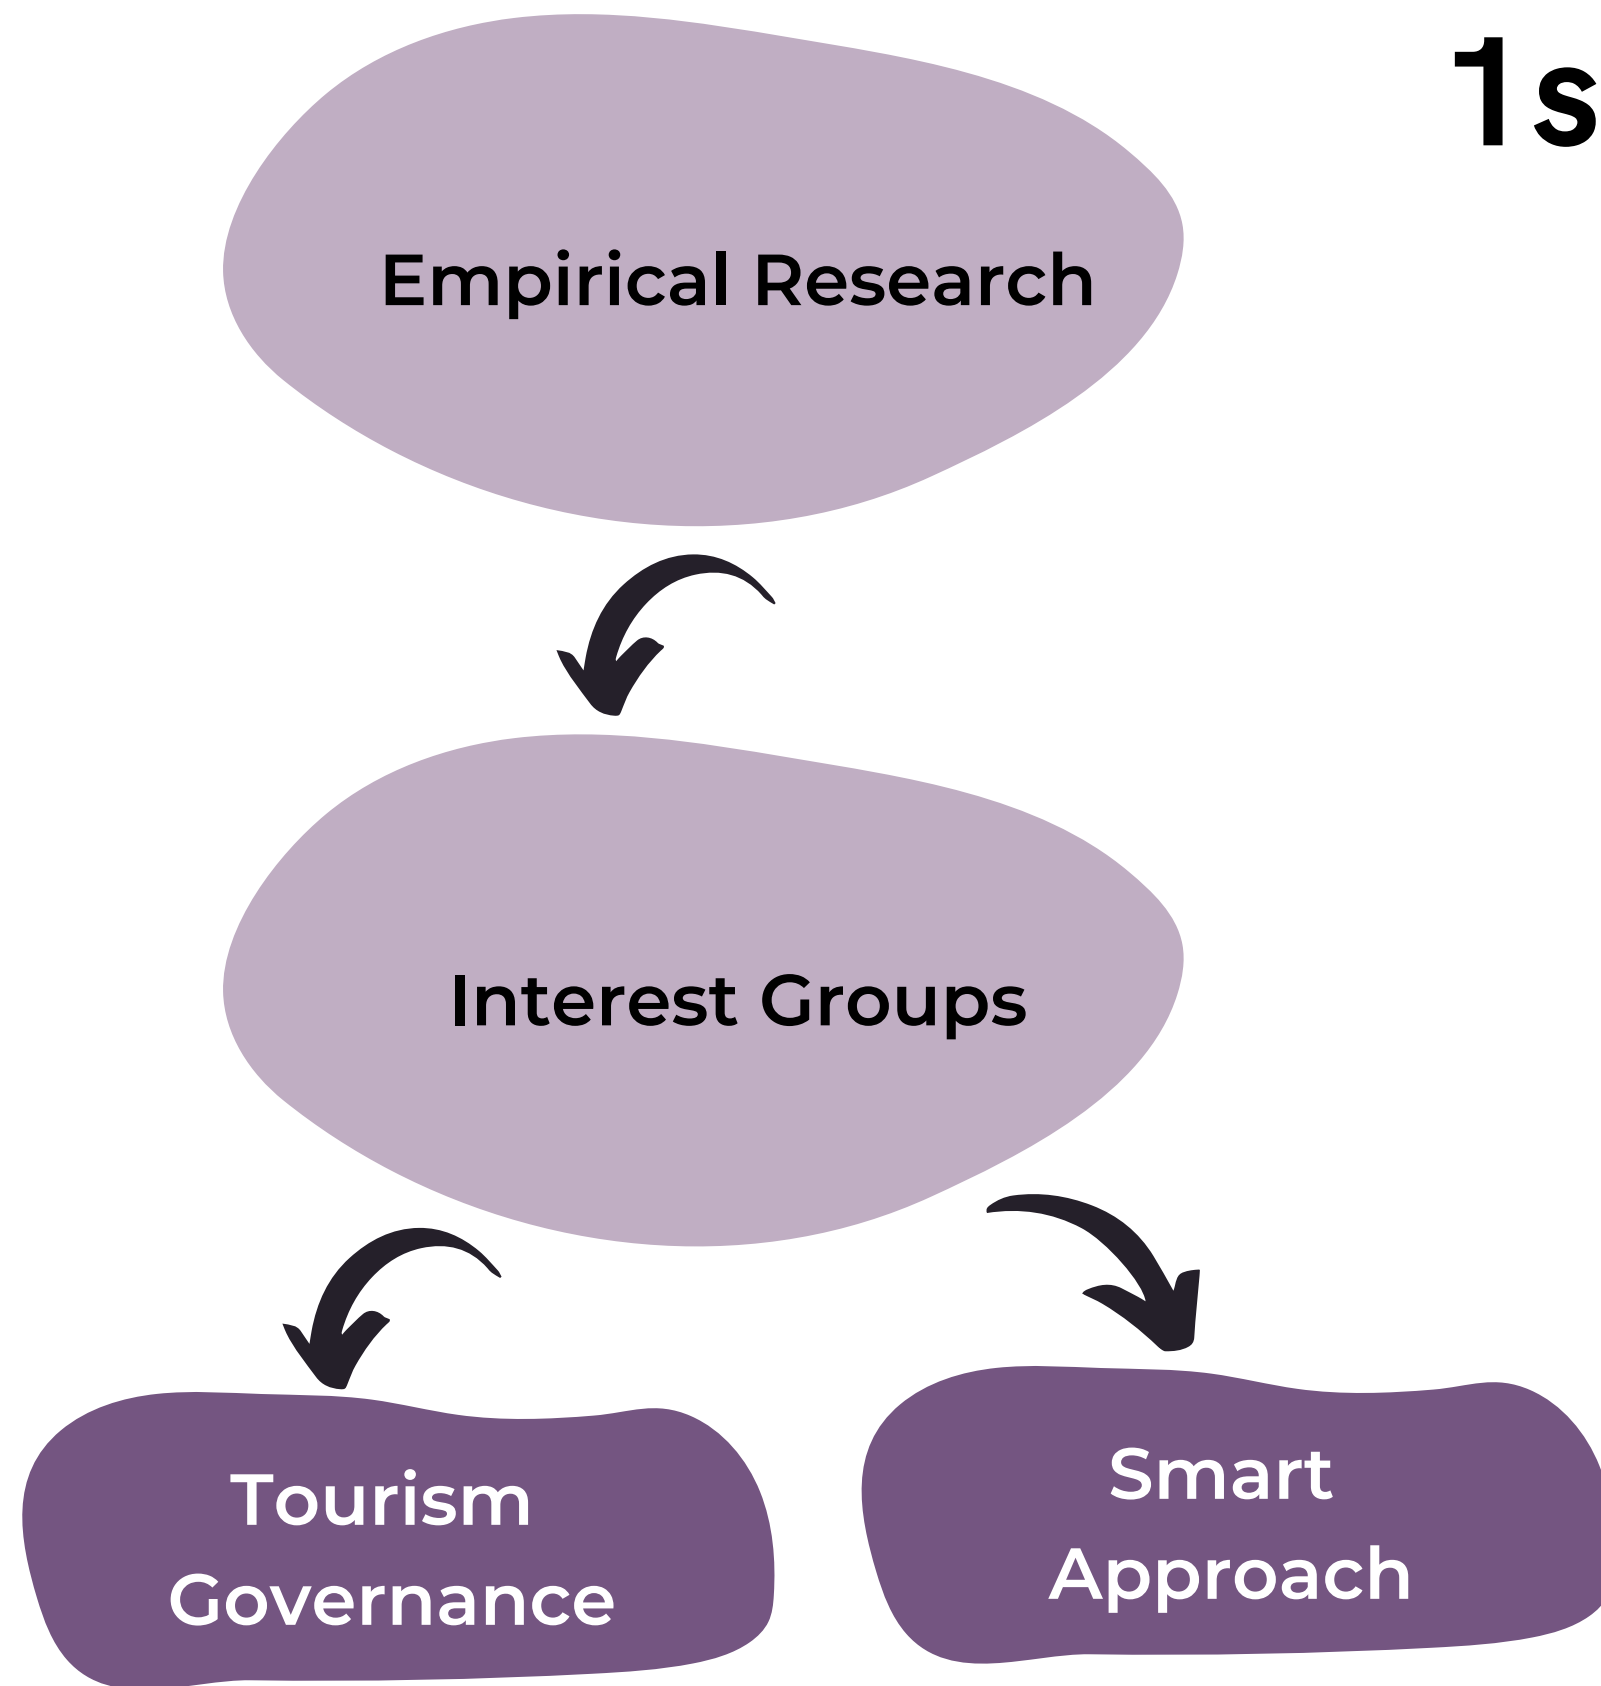 1s
Empirical Research
Interest Groups
Tourism
Governance
Smart
Approach